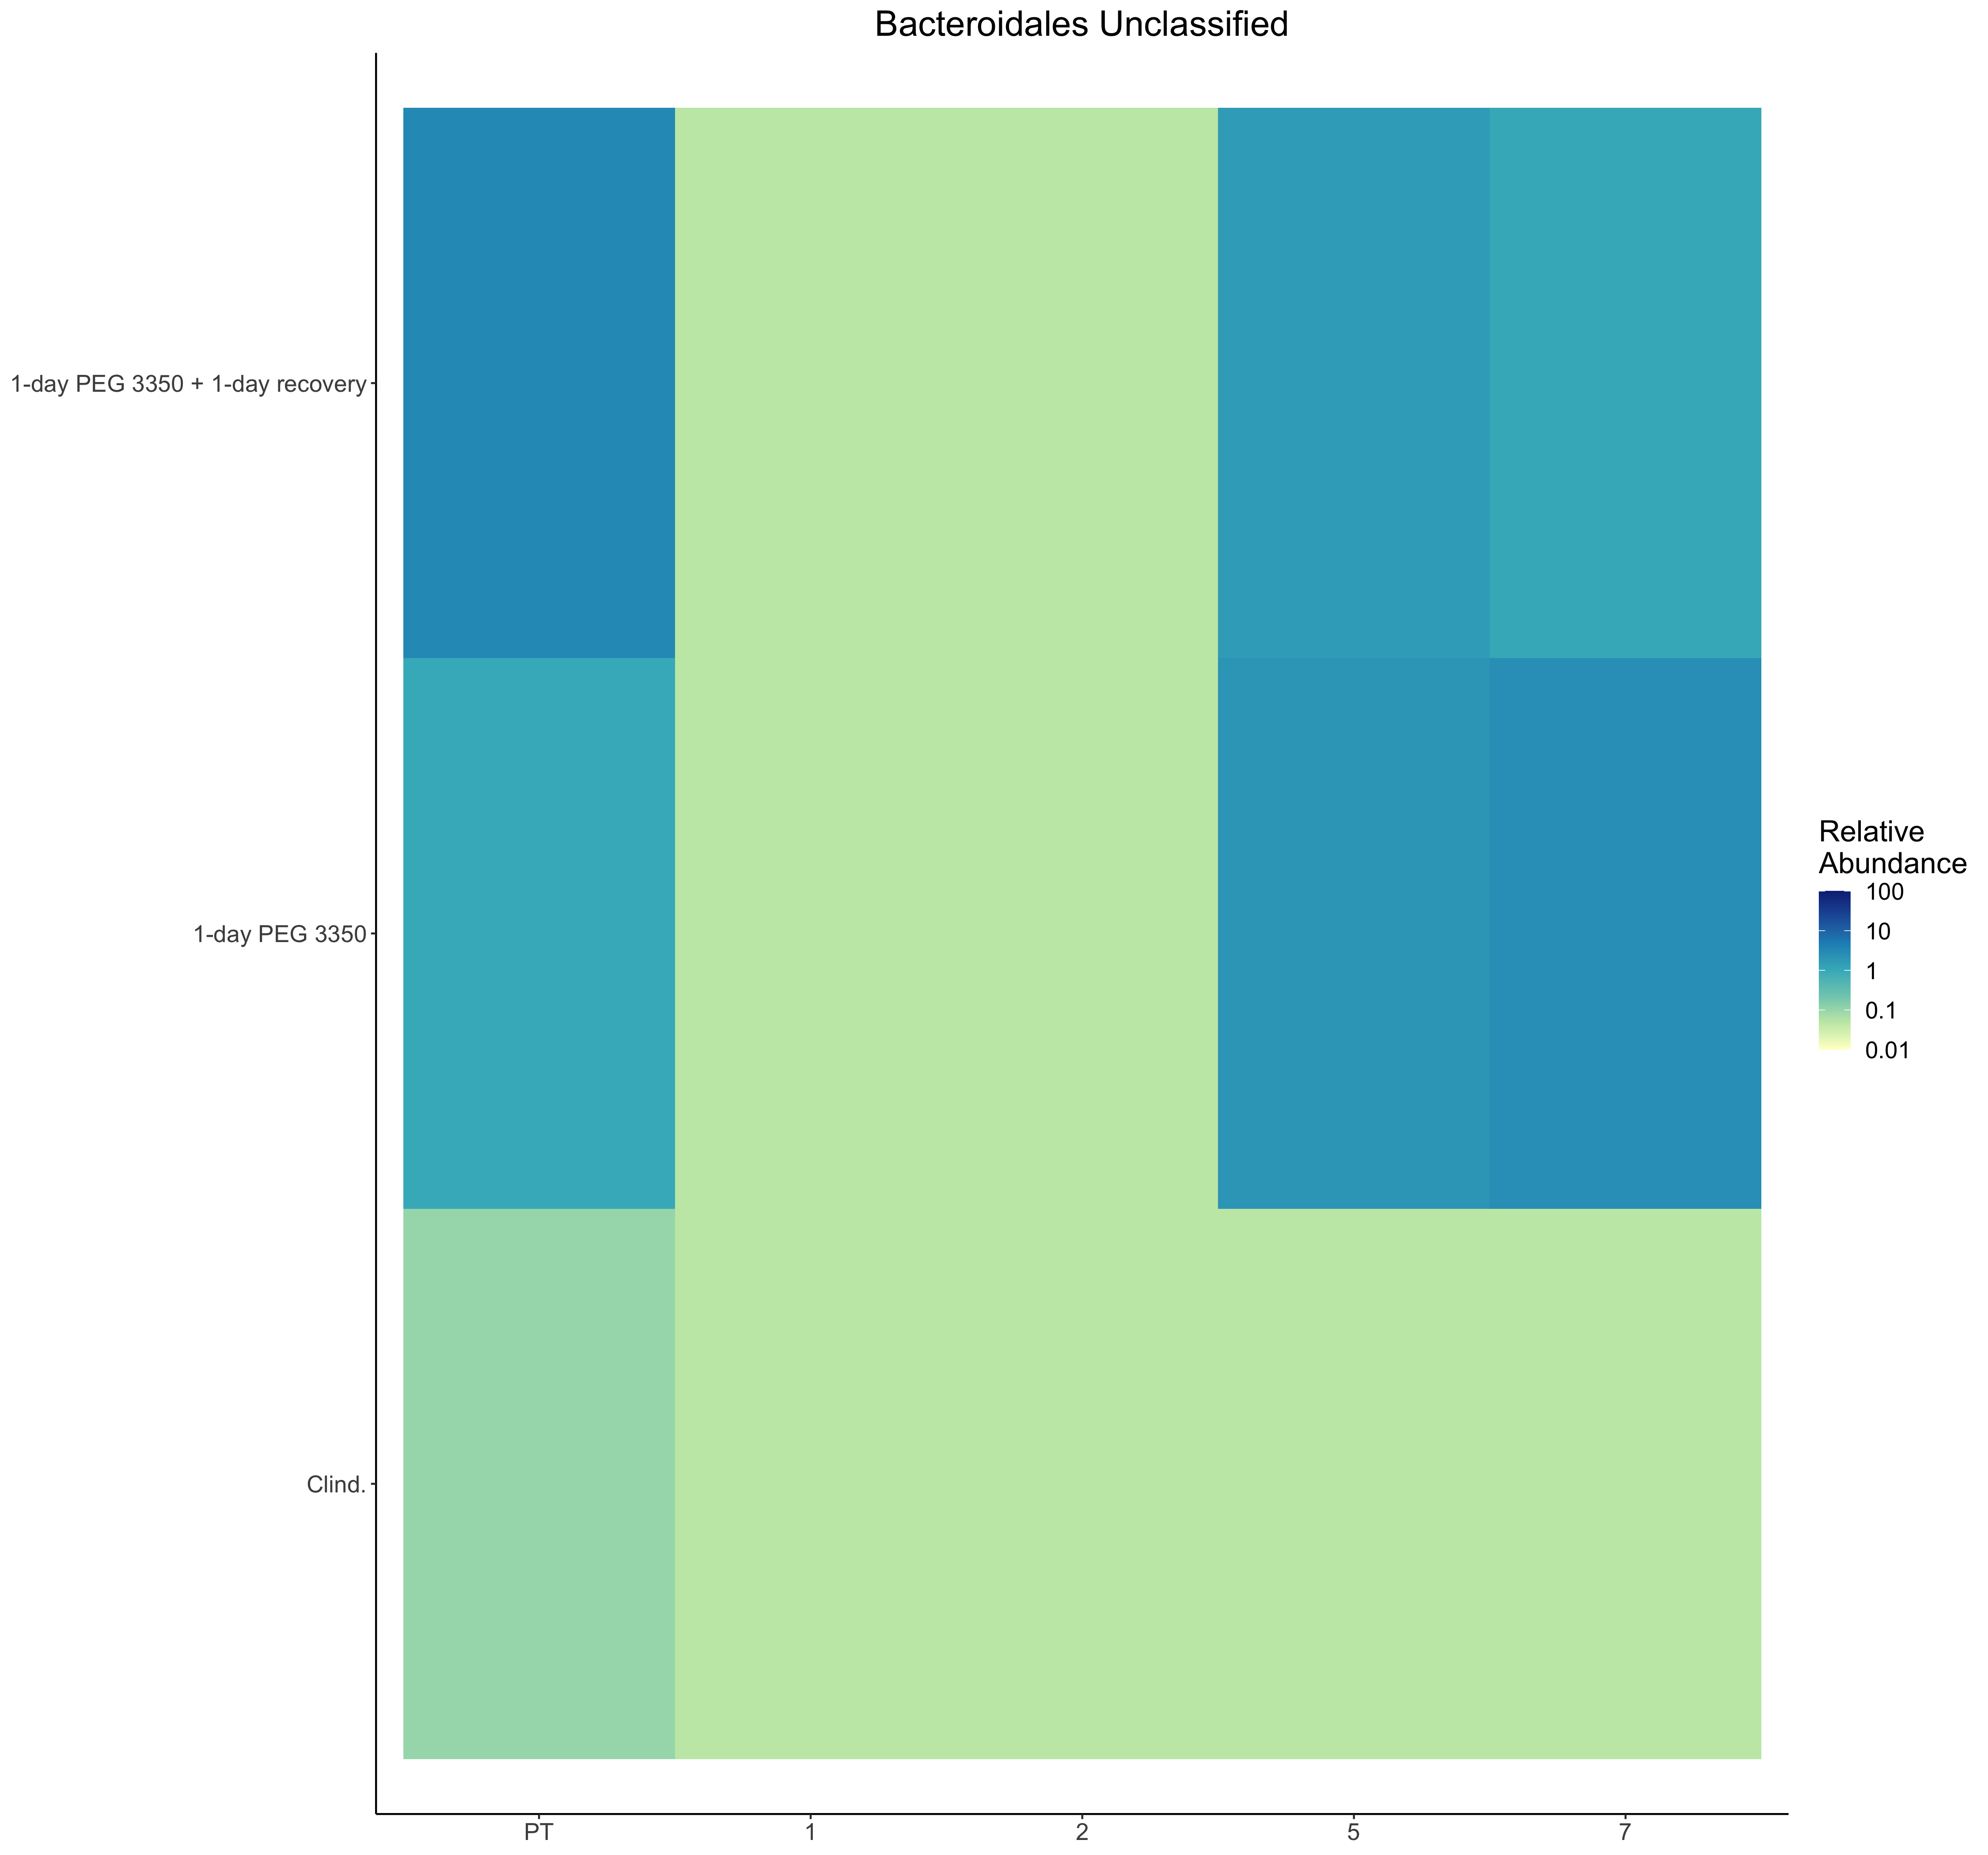 Bacteroidales Unclassified
1-day PEG 3350 + 1-day recovery
1-day PEG 3350
Clind.
PT
1
2
5
7
Relative
Abundance
100
10
1
0.1
0.01